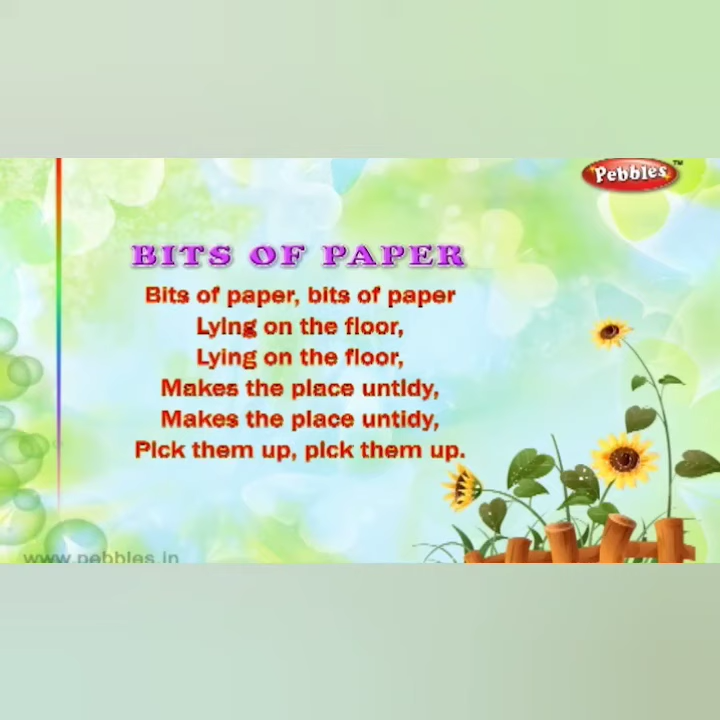 Pebbles™
BITS OF PAPER
Bits of paper, bits of paper
Lying on the floor,
Lying on the floor,
Makes the place untidy,
Makes the place untidy,
Pick them up, pick them up.
www.pebbles.in